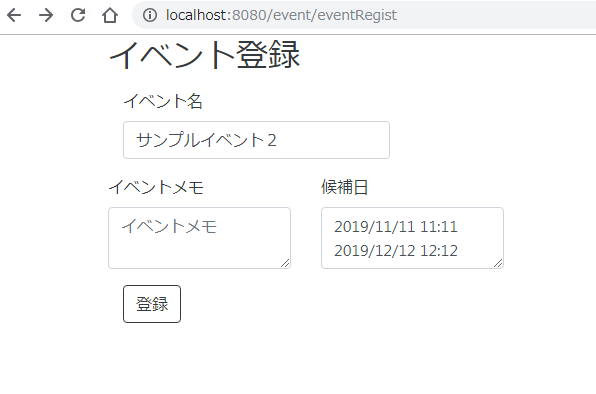 localhost:8080/event/eventRegist
イベント登録
イベント名
サンプルイベント２
イベントメモ
候補日
イベントメモ
2019/11/11 11:11
2019/12/12 12:12
登録